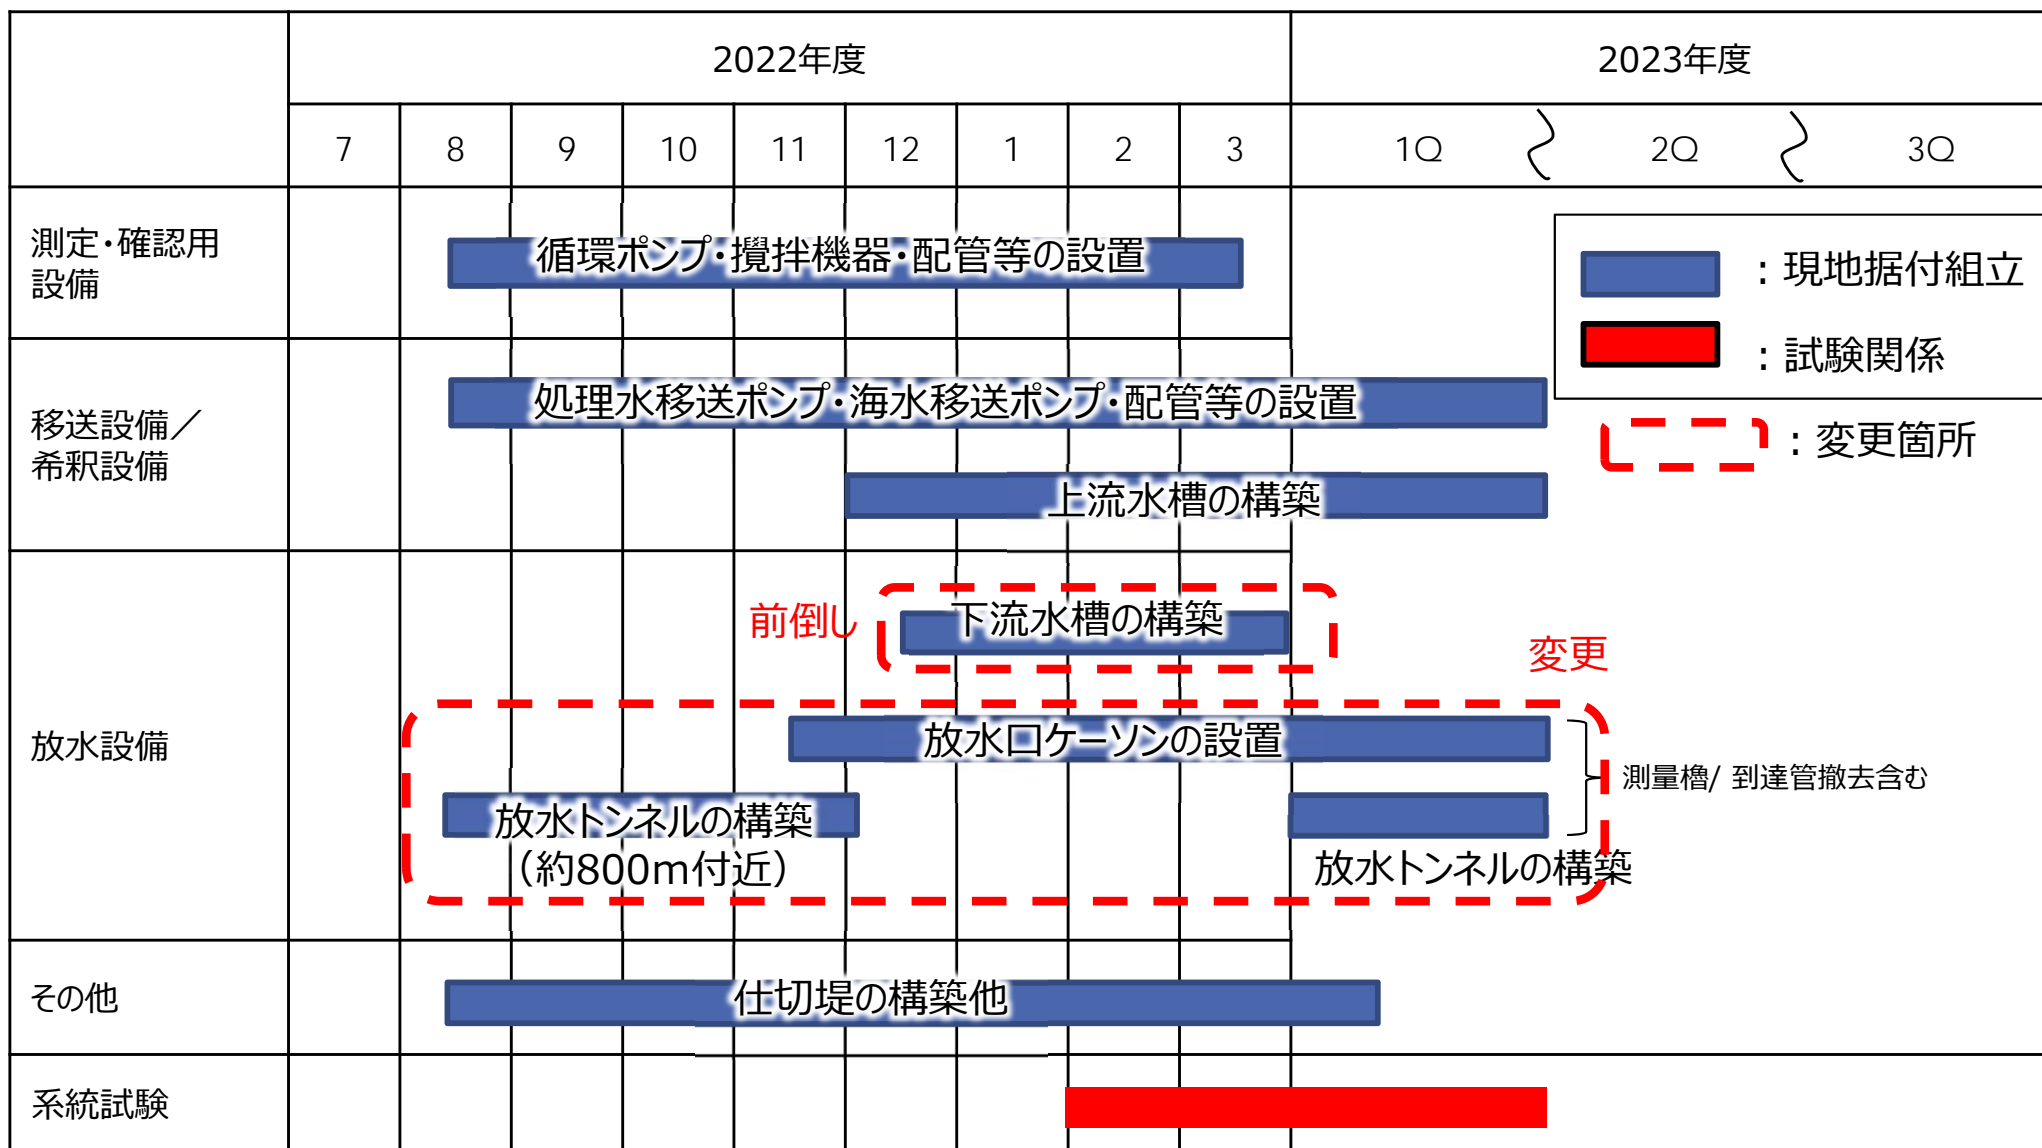 2022年度
2023年度
7
8
9
10
11
12
1
2
3
1Q
2Q
3Q
測定・確認用
設備
循環ポンプ・攪拌機器・配管等の設置
：現地据付組立
：試験関係
：変更箇所
移送設備／
希釈設備
処理水移送ポンプ・海水移送ポンプ・配管等の設置
上流水槽の構築
放水設備
前倒し
下流水槽の構築
変更
放水口ケーソンの設置
測量櫓/ 到達管撤去含む
放水トンネルの構築
（約800m付近）
放水トンネルの構築
その他
仕切堤の構築他
系統試験